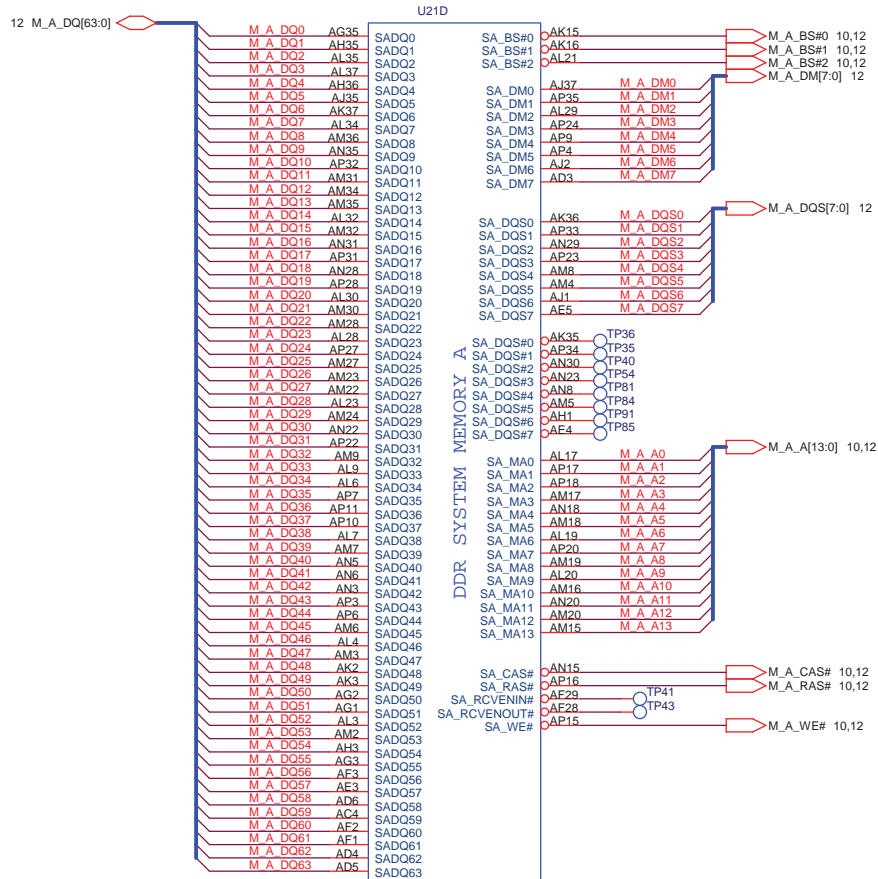 U21D
12 M_A_DQ[63:0]
M_A_DQ0 AG35 SADQ0
M_A_DQ1 AH35 SADQ1
M_A_DQ2 AL35 SADQ2
M_A_DQ3 AL37 SADQ3
M_A_DQ4 AH36 SADQ4
M_A_DQ5 AJ35 SADQ5
M_A_DQ6 AK37 SADQ6
M_A_DQ7 AL34 SADQ7
M_A_DQ8 AM36 SADQ8
M_A_DQ9 AN35 SADQ9
M_A_DQ10 AP32 SADQ10
M_A_DQ11 AM31 SADQ11
M_A_DQ12 AM34 SADQ12
M_A_DQ13 AM35 SADQ13
M_A_DQ14 AL32 SADQ14
M_A_DQ15 AM32 SADQ15
M_A_DQ16 AN31 SADQ16
M_A_DQ17 AP31 SADQ17
M_A_DQ18 AN28 SADQ18
M_A_DQ19 AP28 SADQ19
M_A_DQ20 AL30 SADQ20
M_A_DQ21 AM30 SADQ21
M_A_DQ22 AM28 SADQ22
M_A_DQ23 AL28 SADQ23
M_A_DQ24 AP27 SADQ24
M_A_DQ25 AM27 SADQ25
M_A_DQ26 AM23 SADQ26
M_A_DQ27 AM22 SADQ27
M_A_DQ28 AL23 SADQ28
M_A_DQ29 AM24 SADQ29
M_A_DQ30 AN22 SADQ30
M_A_DQ31 AP22 SADQ31
M_A_DQ32 AM9 SADQ32
M_A_DQ33 AL9 SADQ33
M_A_DQ34 AL6 SADQ34
M_A_DQ35 AP7 SADQ35
M_A_DQ36 AP11 SADQ36
M_A_DQ37 AP10 SADQ37
M_A_DQ38 AL7 SADQ38
M_A_DQ39 AM7 SADQ39
M_A_DQ40 AN5 SADQ40
M_A_DQ41 AN6 SADQ41
M_A_DQ42 AN3 SADQ42
M_A_DQ43 AP3 SADQ43
M_A_DQ44 AP6 SADQ44
M_A_DQ45 AM6 SADQ45
M_A_DQ46 AL4 SADQ46
M_A_DQ47 AM3 SADQ47
M_A_DQ48 AK2 SADQ48
M_A_DQ49 AK3 SADQ49
M_A_DQ50 AG2 SADQ50
M_A_DQ51 AG1 SADQ51
M_A_DQ52 AL3 SADQ52
M_A_DQ53 AM2 SADQ53
M_A_DQ54 AH3 SADQ54
M_A_DQ55 AG3 SADQ55
M_A_DQ56 AF3 SADQ56
M_A_DQ57 AE3 SADQ57
M_A_DQ58 AD6 SADQ58
M_A_DQ59 AC4 SADQ59
M_A_DQ60 AF2 SADQ60
M_A_DQ61 AF1 SADQ61
M_A_DQ62 AD4 SADQ62
M_A_DQ63 AD5 SADQ63
DDR SYSTEM MEMORY A
SA_BS#0 AK15 M_A_BS#0 10,12
SA_BS#1 AK16 M_A_BS#1 10,12
SA_BS#2 AL21 M_A_BS#2 10,12
M_A_DM[7:0] 12
SA_DM0 AJ37 M_A_DM0
SA_DM1 AP35 M_A_DM1
SA_DM2 AL29 M_A_DM2
SA_DM3 AP24 M_A_DM3
SA_DM4 AP9 M_A_DM4
SA_DM5 AP4 M_A_DM5
SA_DM6 AJ2 M_A_DM6
SA_DM7 AD3 M_A_DM7
M_A_DQS[7:0] 12
SA_DQS0 AK36 M_A_DQS0
SA_DQS1 AP33 M_A_DQS1
SA_DQS2 AN29 M_A_DQS2
SA_DQS3 AP23 M_A_DQS3
SA_DQS4 AM8 M_A_DQS4
SA_DQS5 AM4 M_A_DQS5
SA_DQS6 AJ1 M_A_DQS6
SA_DQS7 AE5 M_A_DQS7
SA_DQS#0 AK35 TP36
SA_DQS#1 AP34 TP35
SA_DQS#2 AN30 TP40
SA_DQS#3 AN23 TP54
SA_DQS#4 AN8 TP81
SA_DQS#5 AM5 TP84
SA_DQS#6 AH1 TP91
SA_DQS#7 AE4 TP85
M_A_A[13:0] 10,12
SA_MA0 AL17 M_A_A0
SA_MA1 AP17 M_A_A1
SA_MA2 AP18 M_A_A2
SA_MA3 AM17 M_A_A3
SA_MA4 AN18 M_A_A4
SA_MA5 AM18 M_A_A5
SA_MA6 AL19 M_A_A6
SA_MA7 AP20 M_A_A7
SA_MA8 AM19 M_A_A8
SA_MA9 AL20 M_A_A9
SA_MA10 AM16 M_A_A10
SA_MA11 AN20 M_A_A11
SA_MA12 AM20 M_A_A12
SA_MA13 AM15 M_A_A13
SA_CAS# AN15 M_A_CAS# 10,12
SA_RAS# AP16 M_A_RAS# 10,12
SA_RCVENIN# AF29 TP41
SA_RCVENOUT# AF28 TP43
SA_WE# AP15 M_A_WE# 10,12